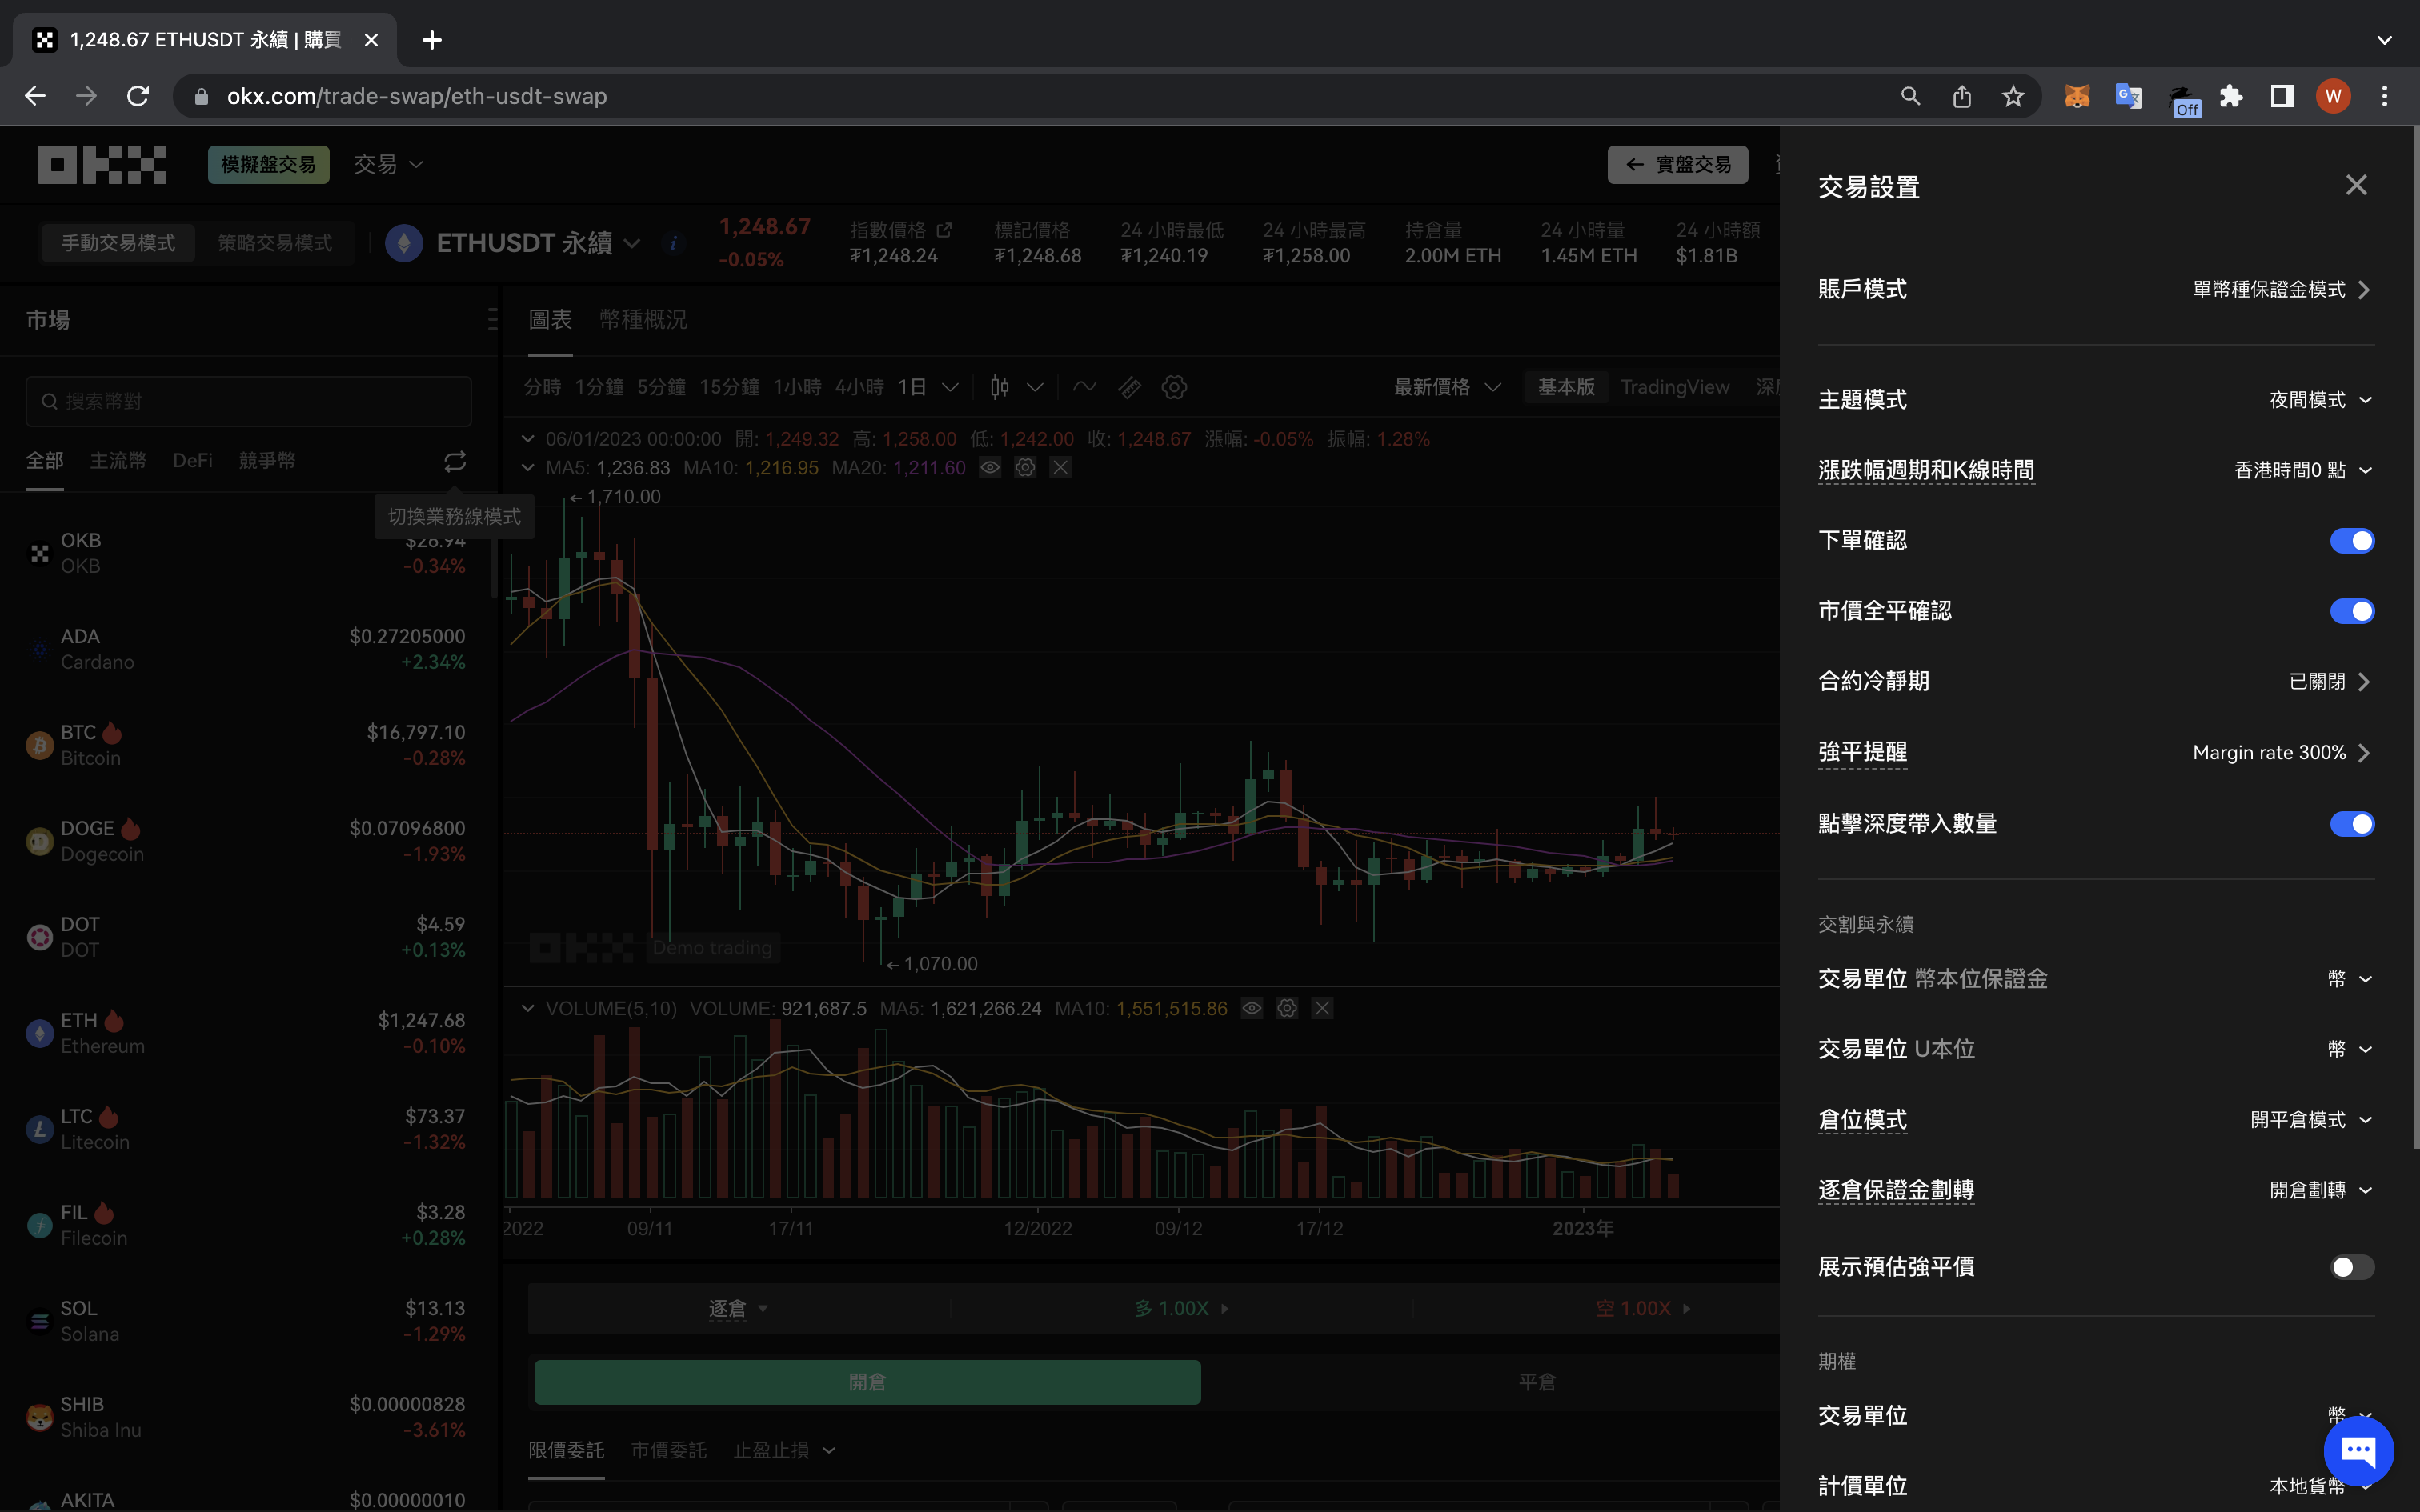 1,248.67 ETHUSDT 永續 | 購買
okx.com/trade-swap/eth-usdt-swap
Off
W
OKX
模擬盤交易
交易
實盤交易
手動交易模式
策略交易模式
ETHUSDT 永續
1,248.67
-0.05%
指數價格
₮1,248.24
標記價格
₮1,248.68
24 小時最低
₮1,240.19
24 小時最高
₮1,258.00
持倉量
2.00M ETH
24 小時量
1.45M ETH
24 小時額
$1.81B
市場
搜索幣對
全部 主流幣 DeFi 競爭幣
切換業務線模式
OKB $26.94
OKB -0.34%
ADA $0.27205000
Cardano +2.34%
BTC $16,797.10
Bitcoin -0.28%
DOGE $0.07096800
Dogecoin -1.93%
DOT $4.59
DOT +0.13%
ETH $1,247.68
Ethereum -0.10%
LTC $73.37
Litecoin -1.32%
FIL $3.28
Filecoin +0.28%
SOL $13.13
Solana -1.29%
SHIB $0.00000828
Shiba Inu -3.61%
AKITA $0.00000010
圖表 幣種概況
分時 1分鐘 5分鐘 15分鐘 1小時 4小時 1日
最新價格 基本版 TradingView
06/01/2023 00:00:00 開: 1,249.32 高: 1,258.00 低: 1,242.00 收: 1,248.67 漲幅: -0.05% 振幅: 1.28%
MA5: 1,236.83 MA10: 1,216.95 MA20: 1,211.60
1,710.00
OKX Demo trading
1,070.00
VOLUME(5,10) VOLUME: 921,687.5 MA5: 1,621,266.24 MA10: 1,551,515.86
2022 09/11 17/11 12/2022 09/12 17/12 2023年
逐倉 多 1.00X 空 1.00X
開倉 平倉
限價委託 市價委託 止盈止損
交易設置
賬戶模式 單幣種保證金模式
主題模式 夜間模式
漲跌幅週期和K線時間 香港時間0 點
下單確認
市價全平確認
合約冷靜期 已關閉
強平提醒 Margin rate 300%
點擊深度帶入數量
交割與永續
交易單位 幣本位保證金 幣
交易單位 U本位 幣
倉位模式 開平倉模式
逐倉保證金劃轉 開倉劃轉
展示預估強平價
期權
交易單位 幣
計價單位 本地貨幣